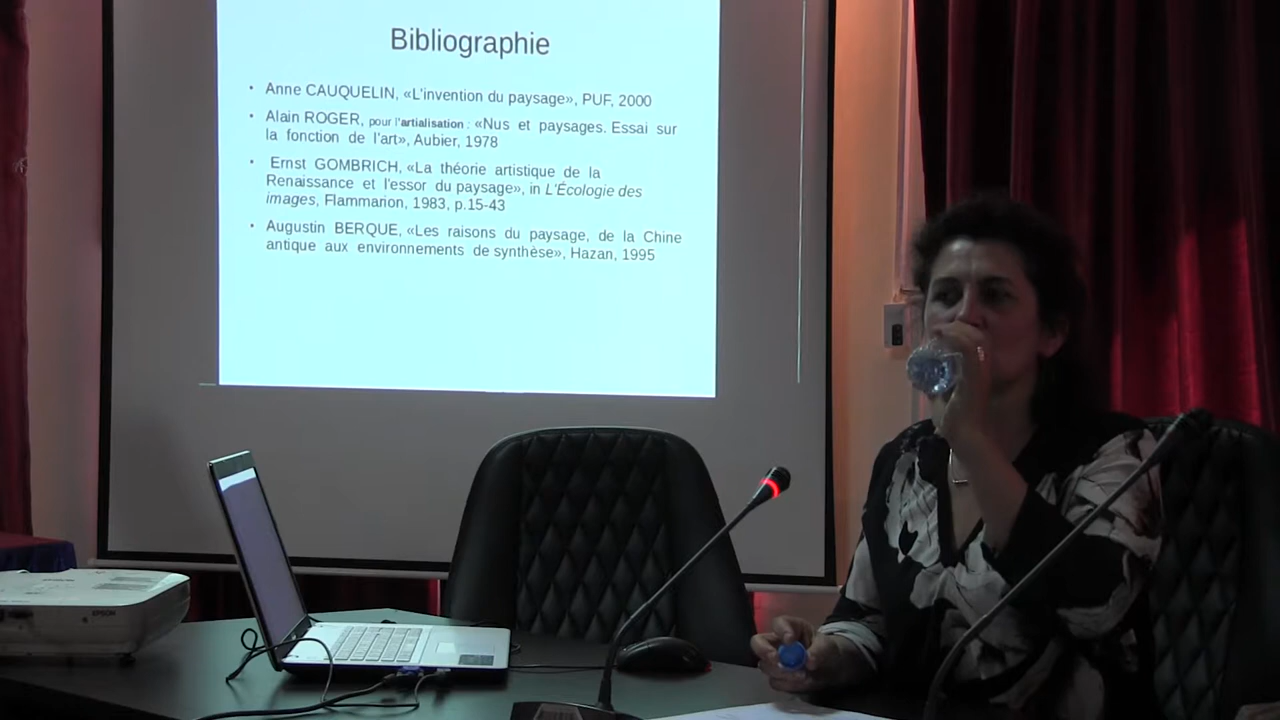 Bibliographie
• Anne CAUQUELIN, «L'invention du paysage», PUF, 2000
• Alain ROGER, pour l'artialisation : «Nus et paysages. Essai sur
la fonction de l'art», Aubier, 1978
• Ernst GOMBRICH, «La théorie artistique de la
Renaissance et l'essor du paysage», in L'Écologie des
images, Flammarion, 1983, p.15-43
• Augustin BERQUE, «Les raisons du paysage, de la Chine
antique aux environnements de synthèse», Hazan, 1995
EPSON